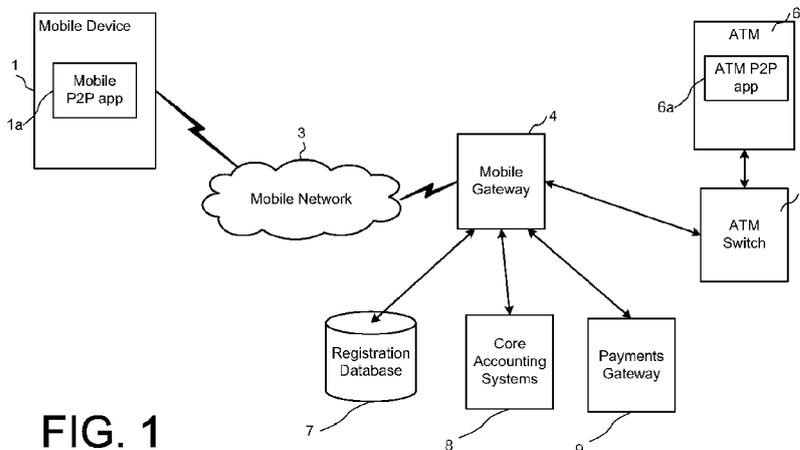 Mobile Device
6
ATM
1
Mobile
P2P app
ATM P2P
app
1a
6a
3
4
Mobile Network
Mobile
Gateway
ATM
Switch
Registration
Database
Core
Accounting
Systems
Payments
Gateway
7
8
FIG. 1